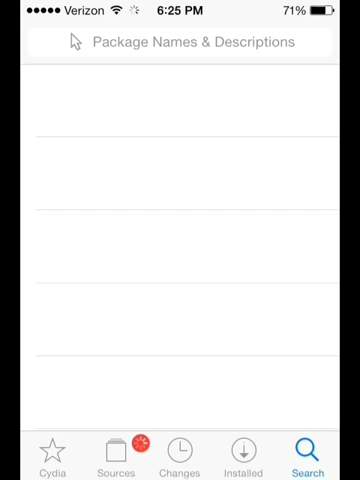 Verizon 6:25 PM 71%
Package Names & Descriptions
Cydia Sources Changes Installed Search